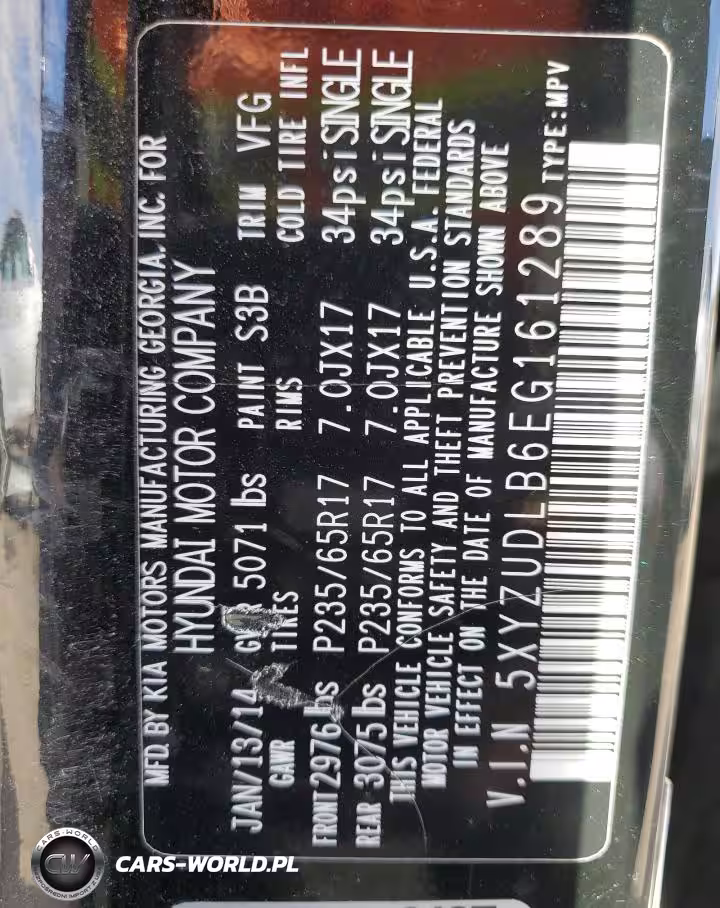 MFD. BY KIA MOTORS MANUFACTURING GEORGIA, INC. FOR
HYUNDAI MOTOR COMPANY
JAN/13/14 5071 lbs PAINT S3B TRIM VFG
GAWR TIRES RIMS COLD TIRE INFL
FRONT 2976 lbs P235/65R17 7.0JX17 34psi SINGLE
REAR 3075 lbs P235/65R17 7.0JX17 34psi SINGLE
THIS VEHICLE CONFORMS TO ALL APPLICABLE U.S.A. FEDERAL
MOTOR VEHICLE SAFETY AND THEFT PREVENTION STANDARDS
IN EFFECT ON THE DATE OF MANUFACTURE SHOWN ABOVE
V.I.N 5XYZUDLB6EG161289 TYPE:MPV
CARS-WORLD
CW
CARS-WORLD.PL